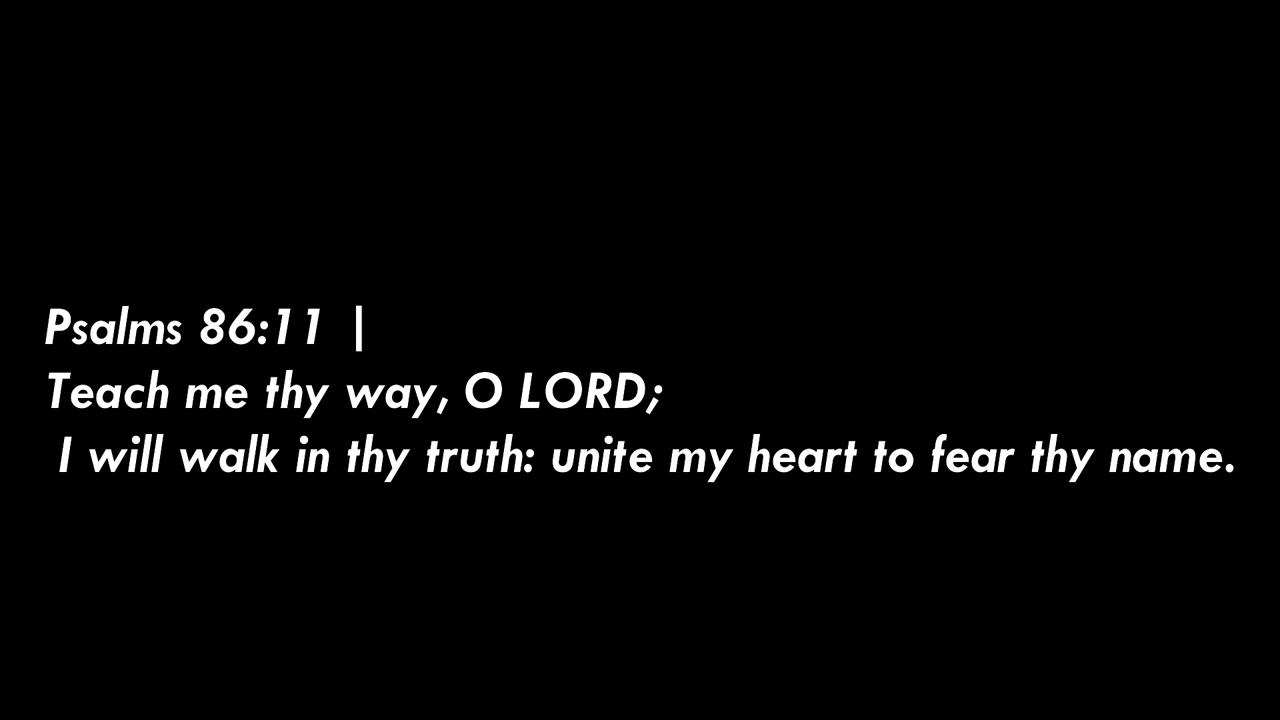 Psalms 86:11 |
Teach me thy way, O LORD;
I will walk in thy truth: unite my heart to fear thy name.